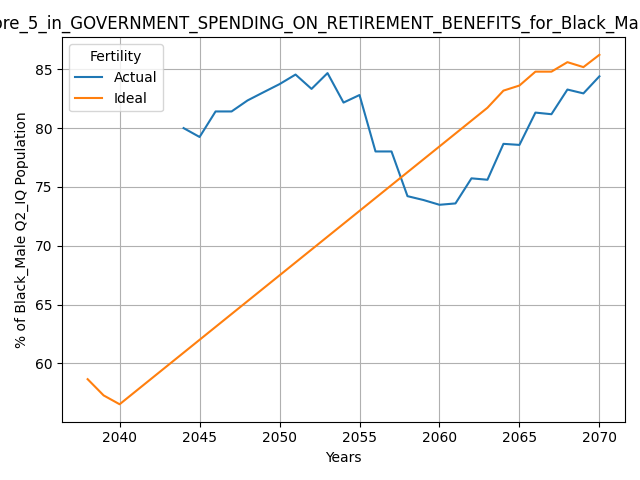 ore_5_in_GOVERNMENT_SPENDING_ON_RETIREMENT_BENEFITS_for_Black_Ma
Fertility
Actual
Ideal
85
80
75
70
65
60
% of Black_Male Q2_IQ Population
2040 2045 2050 2055 2060 2065 2070
Years